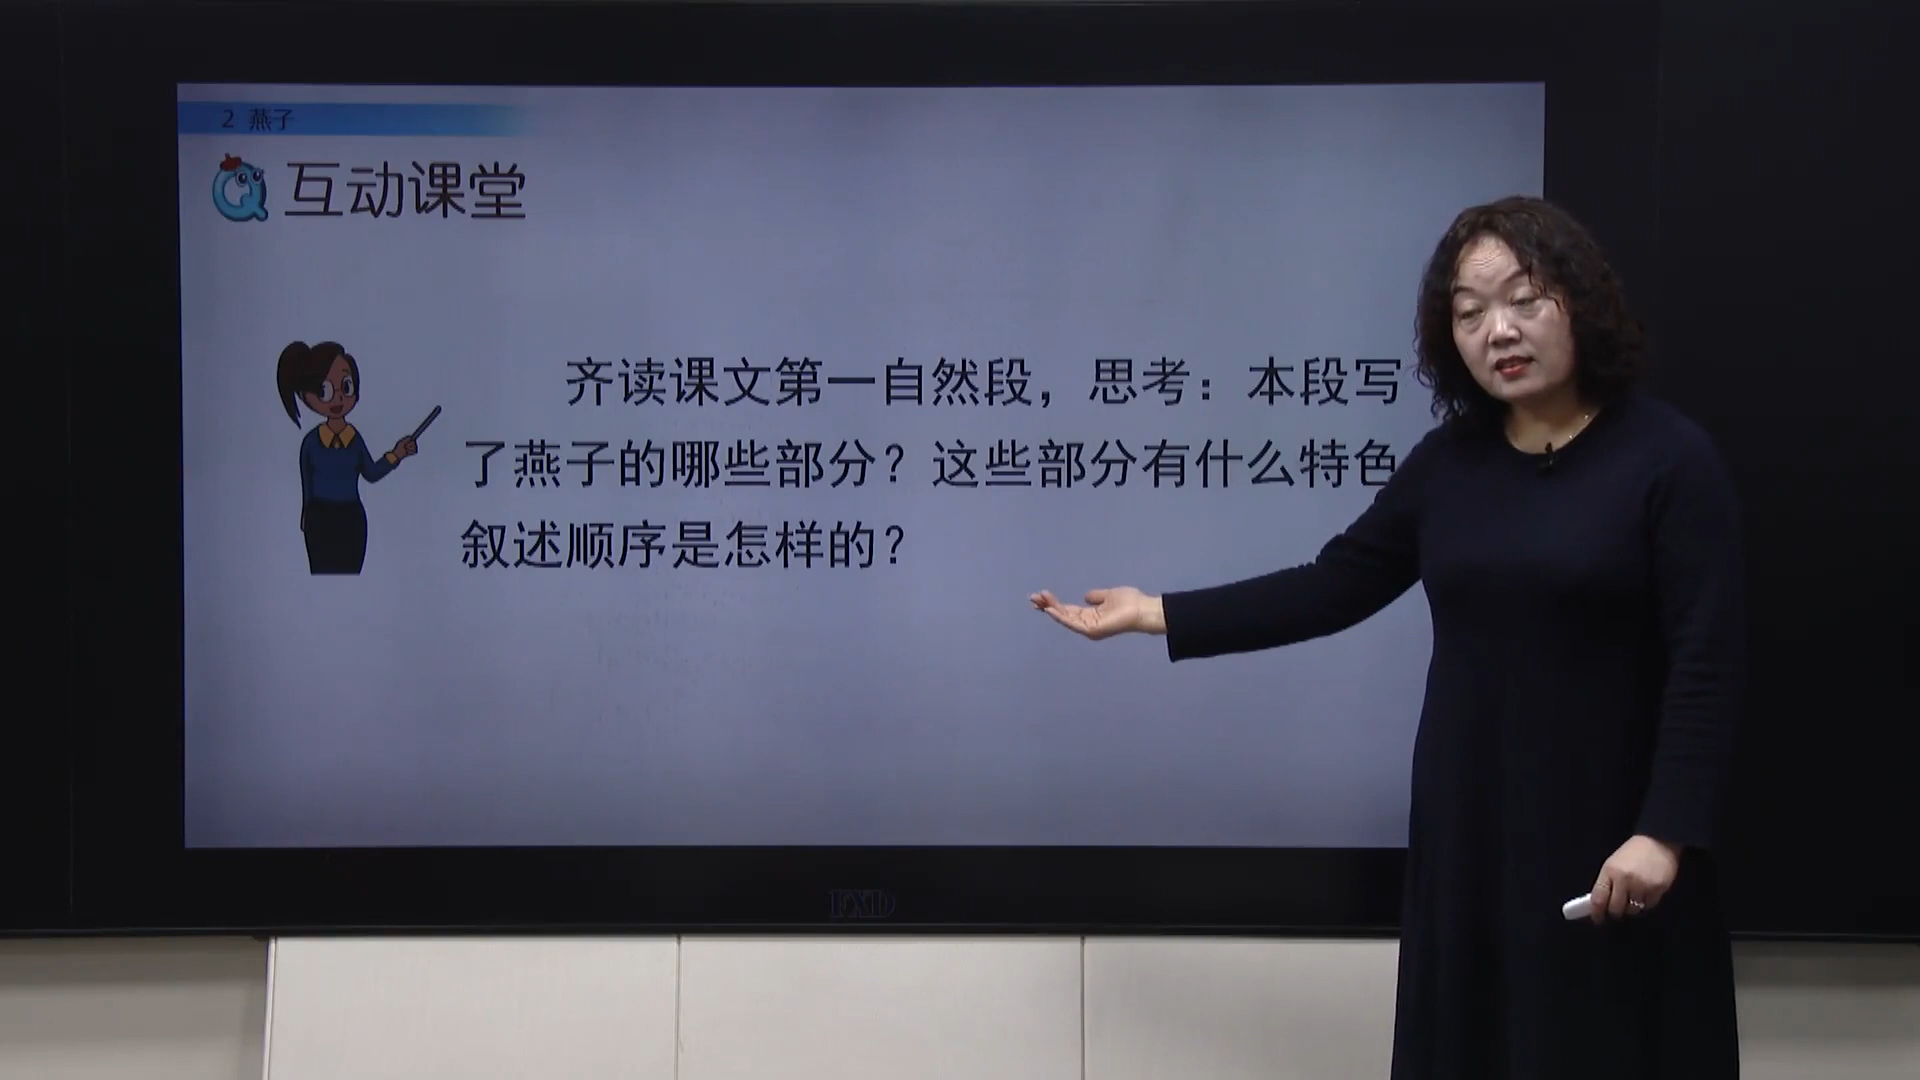 2 燕子
互动课堂
齐读课文第一自然段，思考：本段写
了燕子的哪些部分？这些部分有什么特色
叙述顺序是怎样的？
FXD